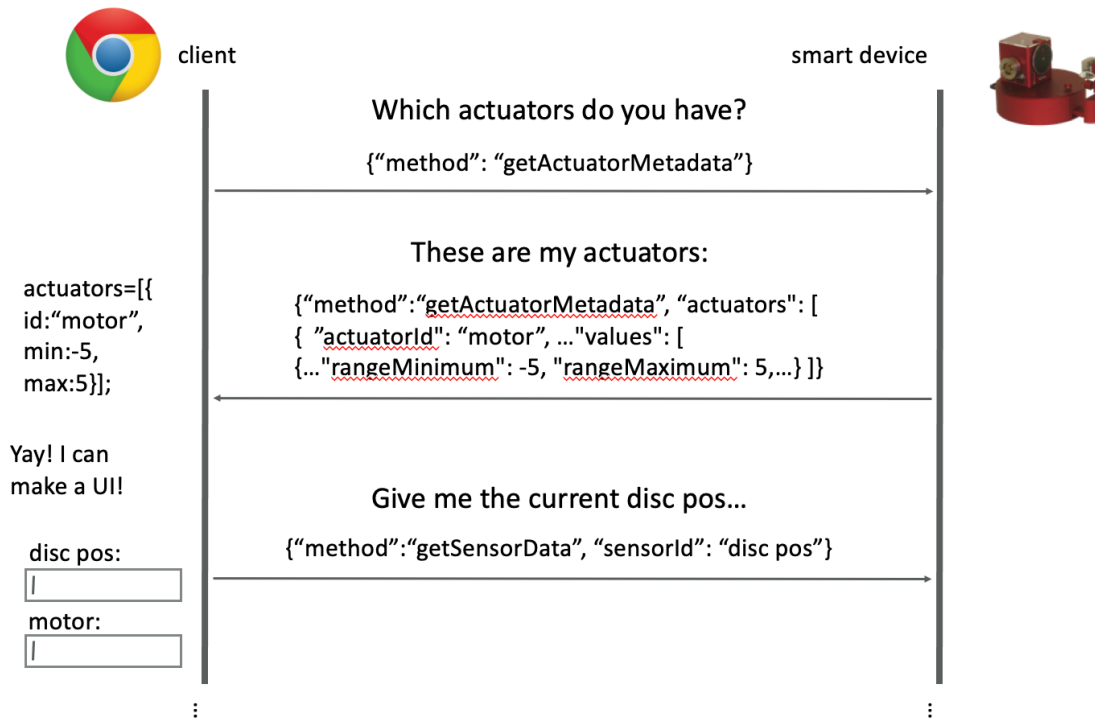 client
smart device
Which actuators do you have?
{“method”: “getActuatorMetadata”}
These are my actuators:
{“method”:“getActuatorMetadata”, “actuators": [
{ ”actuatorId": “motor”, …"values": [
{…"rangeMinimum": -5, "rangeMaximum": 5,…} ]}
actuators=[{
id:“motor”,
min:-5,
max:5}];
Yay! I can
make a UI!
Give me the current disc pos…
{“method”:“getSensorData”, “sensorId”: “disc pos”}
disc pos:
|
motor:
|